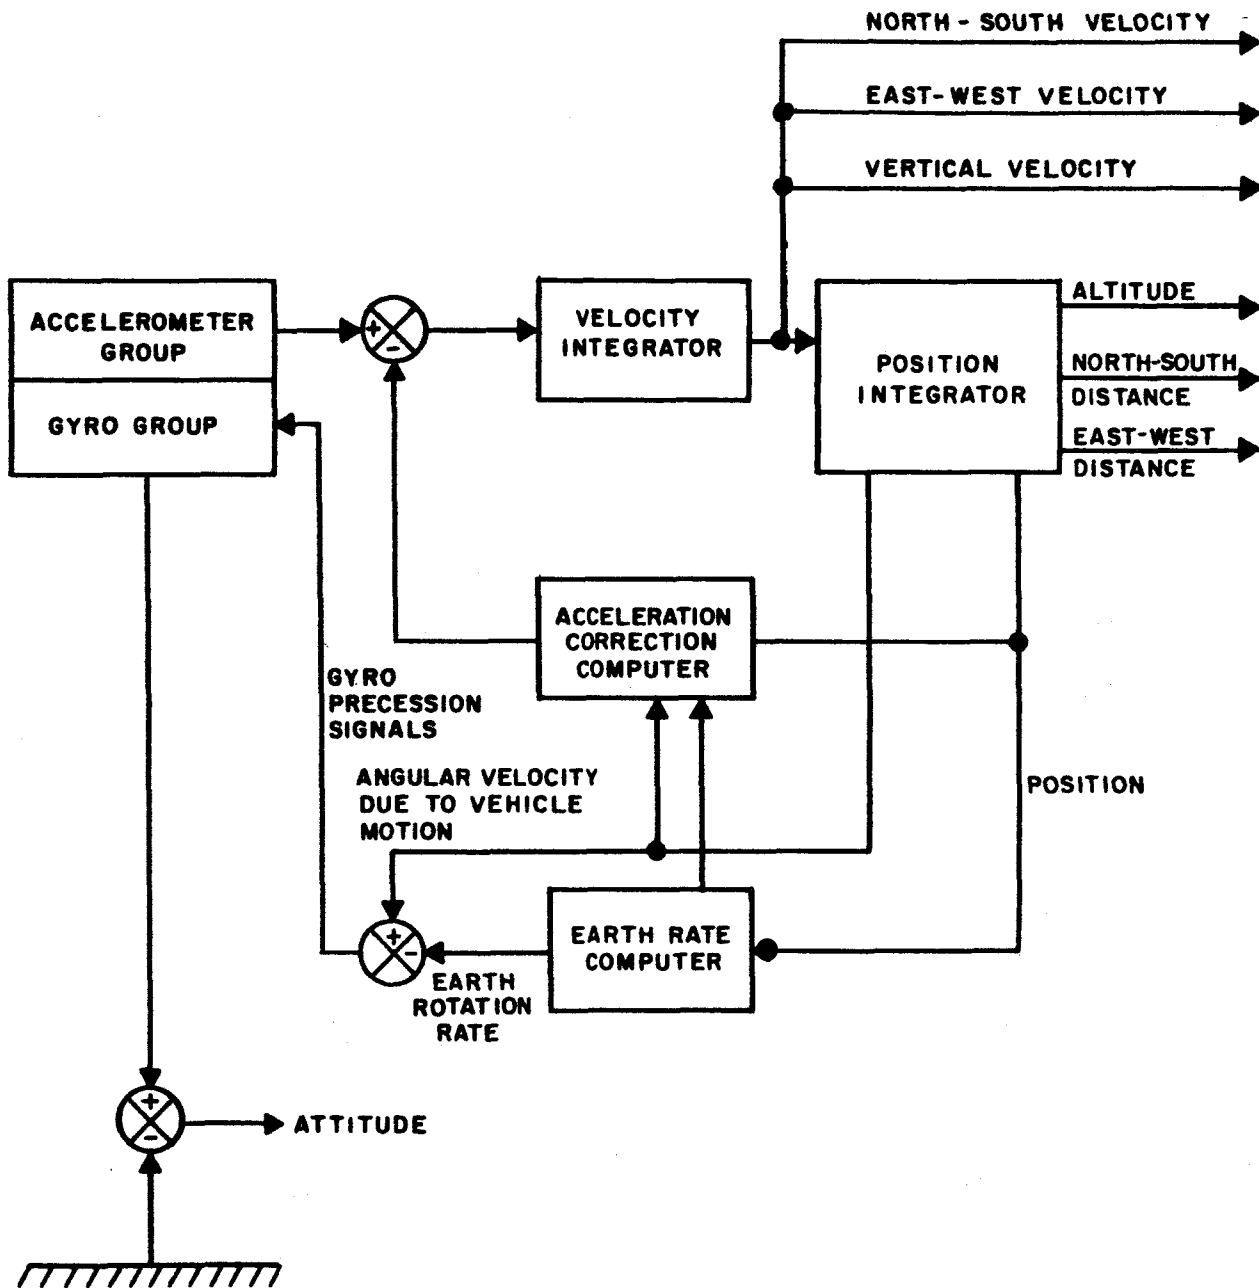 NORTH - SOUTH VELOCITY
EAST-WEST VELOCITY
VERTICAL VELOCITY
ACCELEROMETER
GROUP
GYRO GROUP
+
-
VELOCITY
INTEGRATOR
POSITION
INTEGRATOR
ALTITUDE
NORTH-SOUTH
DISTANCE
EAST-WEST
DISTANCE
ACCELERATION
CORRECTION
COMPUTER
GYRO
PRECESSION
SIGNALS
ANGULAR VELOCITY
DUE TO VEHICLE
MOTION
POSITION
+
-
EARTH RATE
COMPUTER
EARTH
ROTATION
RATE
+
-
ATTITUDE